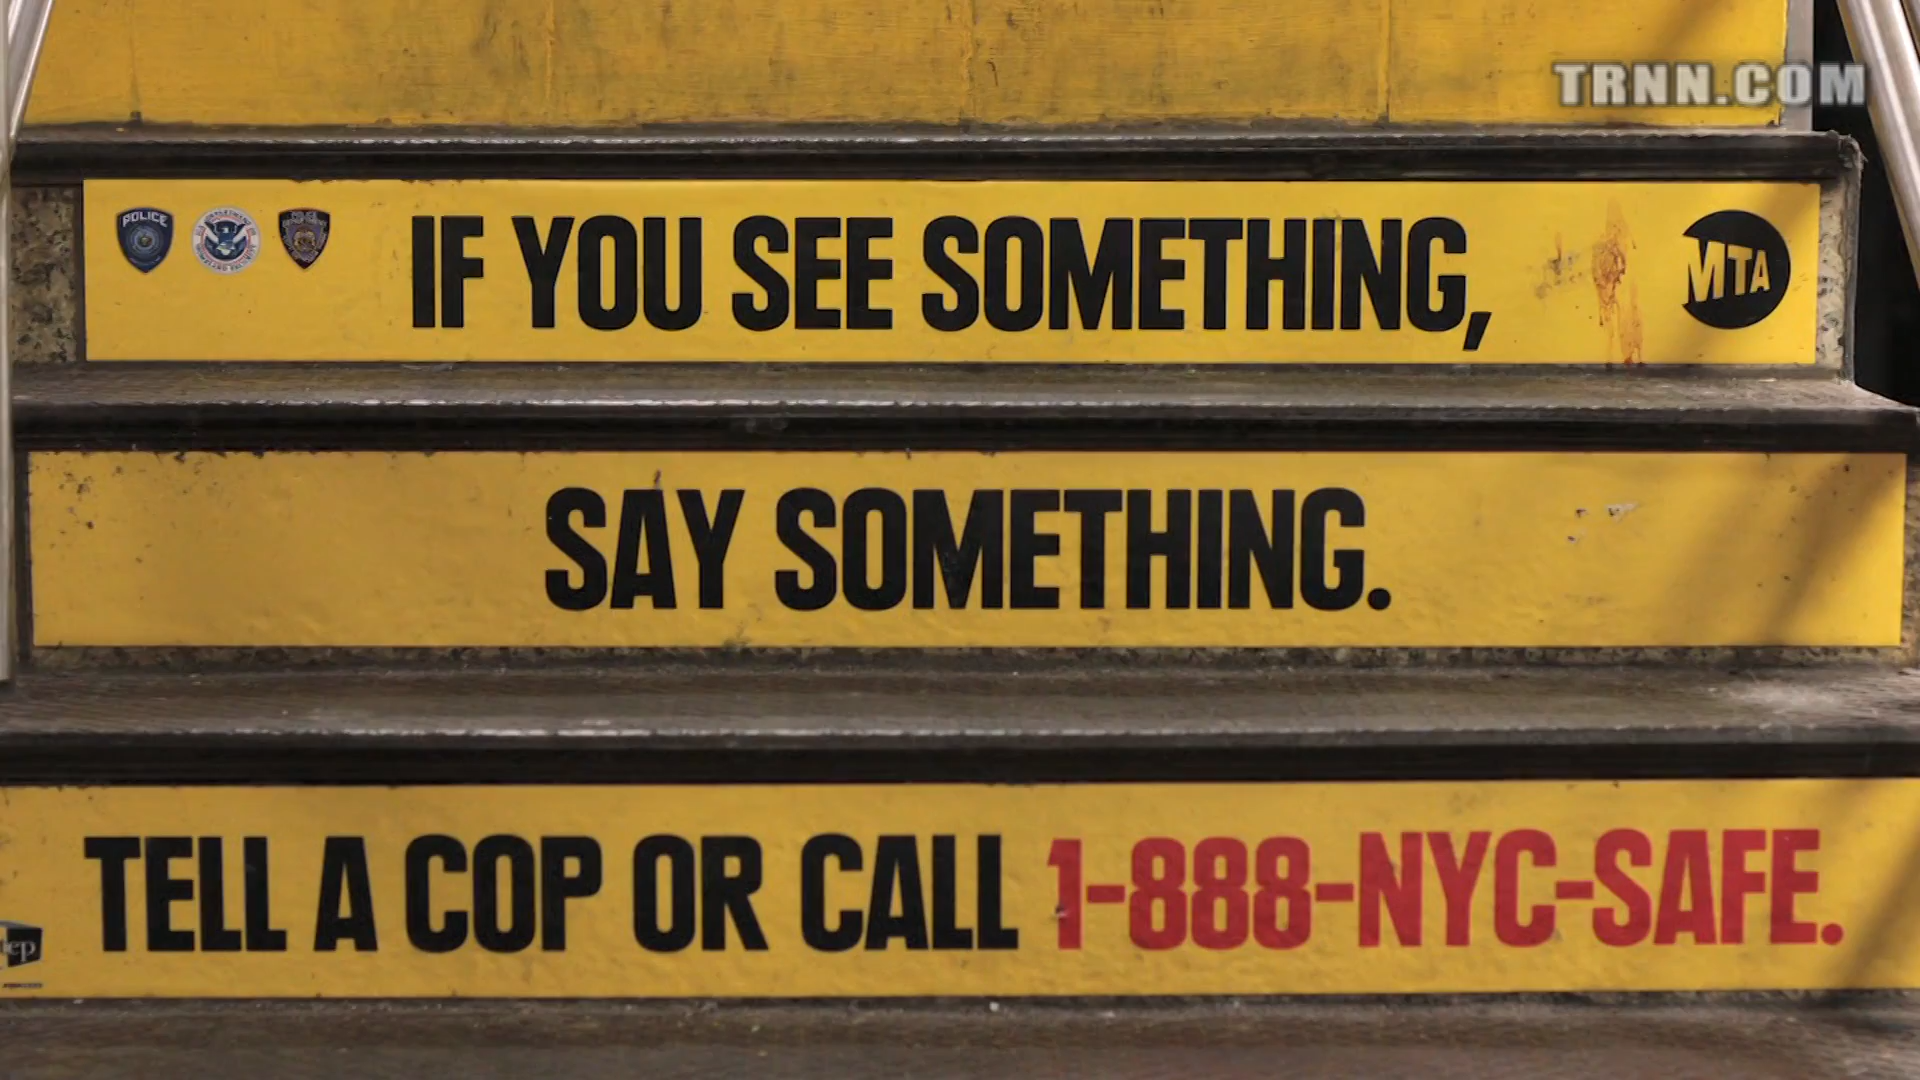 TRNN.COM
POLICE
IF YOU SEE SOMETHING,
MTA
SAY SOMETHING.
TELL A COP OR CALL 1-888-NYC-SAFE.